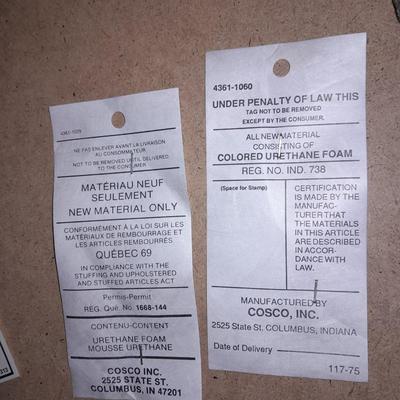 4361-1029
NE PAS ENLEVER AVANT LA LIVRAISON
AU CONSOMMATEUR
NOT TO BE REMOVED UNTIL DELIVERED
TO THE CONSUMER
MATÉRIAU NEUF
SEULEMENT
NEW MATERIAL ONLY
CONFORMÉMENT À LA LOI SUR LES
MATÉRIAUX DE REMBOURRAGE ET
LES ARTICLES REMBOURRÉS
QUÉBEC 69
IN COMPLIANCE WITH THE
STUFFING AND UPHOLSTERED
AND STUFFED ARTICLES ACT
Permis-Permit
REG. Que. No. 1668-144
CONTENU-CONTENT
URETHANE FOAM
MOUSSE URETHANE
COSCO INC.
2525 STATE ST.
COLUMBUS, IN 47201
4361-1060
UNDER PENALTY OF LAW THIS
TAG NOT TO BE REMOVED
EXCEPT BY THE CONSUMER.
ALL NEW MATERIAL
CONSISTING OF
COLORED URETHANE FOAM
REG. NO. IND. 738
(Space for Stamp)
CERTIFICATION
IS MADE BY THE
MANUFAC-
TURER THAT
THE MATERIALS
IN THIS ARTICLE
ARE DESCRIBED
IN ACCOR-
DANCE WITH
LAW.
MANUFACTURED BY
COSCO, INC.
2525 State St. COLUMBUS, INDIANA
Date of Delivery
117-75